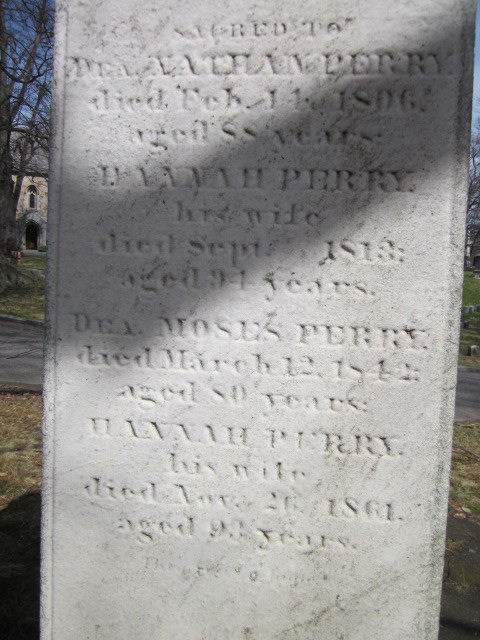 SACRED TO
DEA. NATHAN PERRY.
died Feb. 14. 1806.
aged 88 years.
HANNAH PERRY.
his wife
died Sept. 1813:
aged 94 years.
DEA. MOSES PERRY.
died March 12. 1842:
aged 80 years.
HANNAH PERRY.
his wife
died Nov. 26. 1861.
aged 93 years.